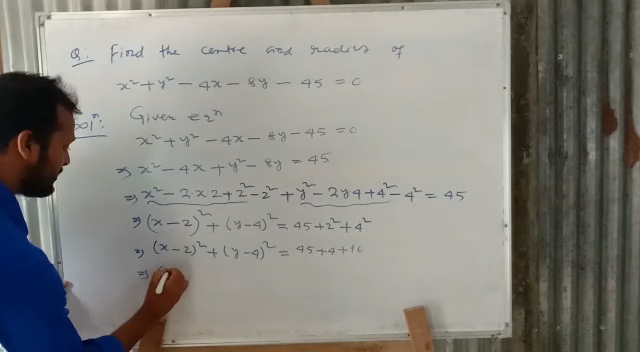 Q: Find the centre and radius of
x² + y² - 4x - 8y - 45 = 0
Solⁿ: Given eqⁿ
x² + y² - 4x - 8y - 45 = 0
⇒ x² - 4x + y² - 8y = 45
⇒ x² - 2x2 + 2² - 2² + y² - 2y4 + 4² - 4² = 45
⇒ (x-2)² + (y-4)² = 45 + 2² + 4²
⇒ (x-2)² + (y-4)² = 45 + 4 + 16
⇒